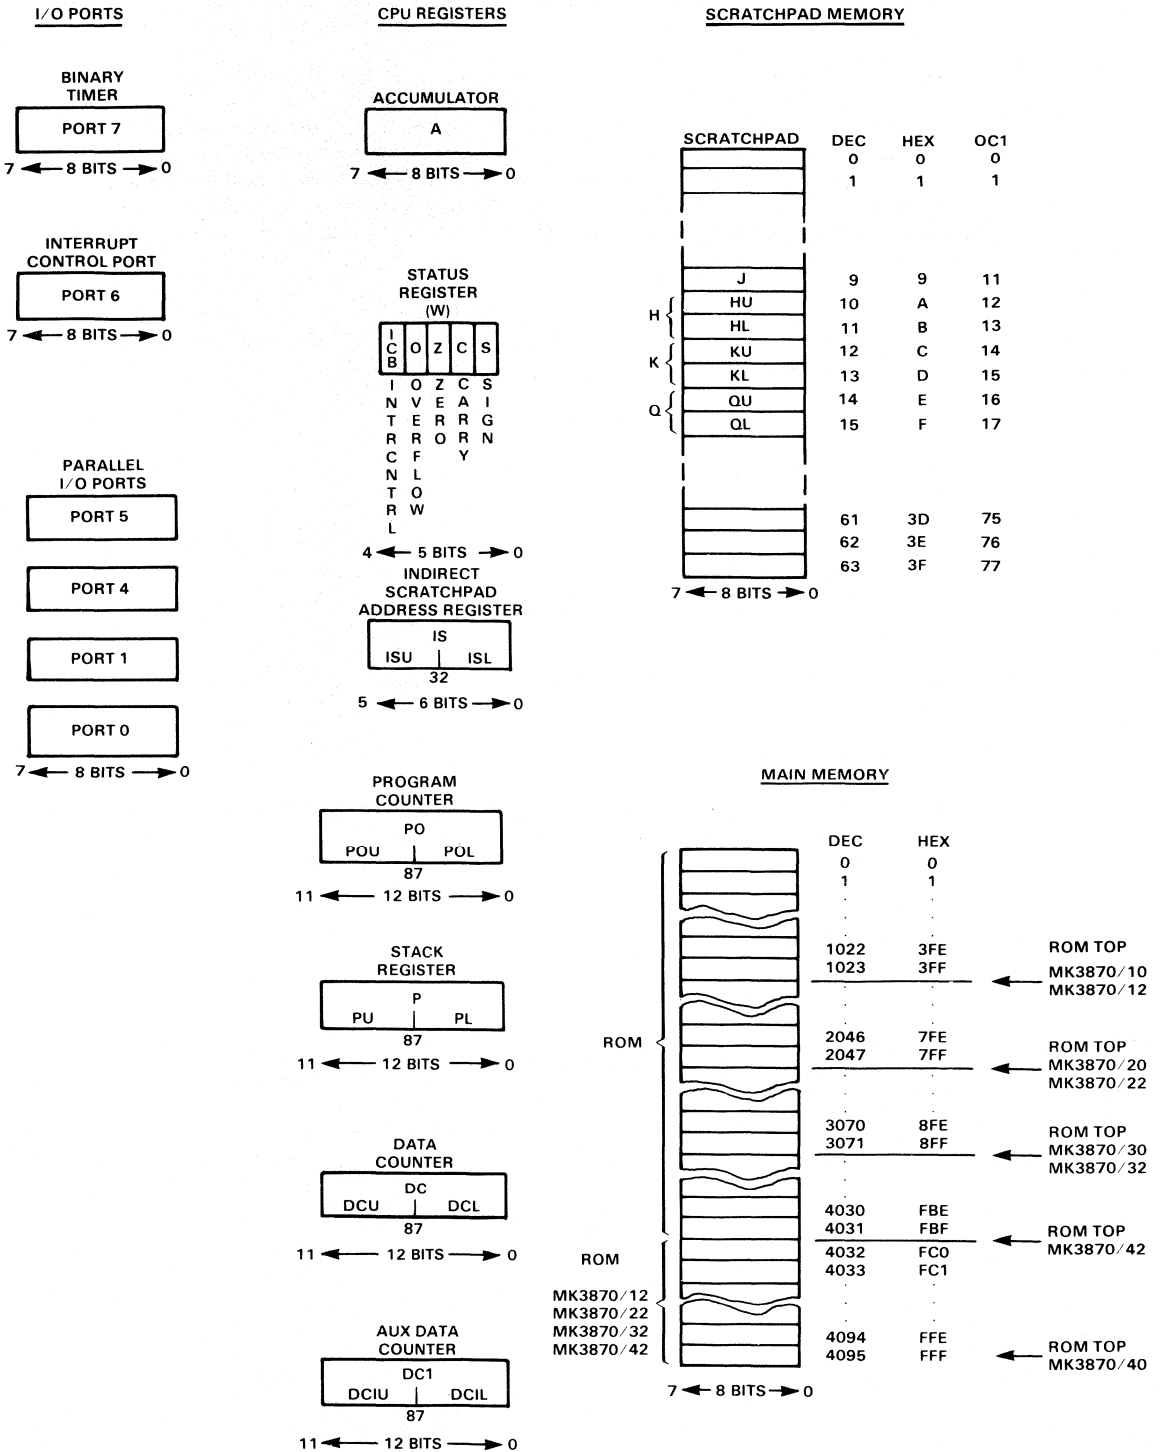 I/O PORTS
BINARY
TIMER
PORT 7
7 8 BITS 0
INTERRUPT
CONTROL PORT
PORT 6
7 8 BITS 0
PARALLEL
I/O PORTS
PORT 5
PORT 4
PORT 1
PORT 0
7 8 BITS 0
CPU REGISTERS
ACCUMULATOR
A
7 8 BITS 0
STATUS
REGISTER
(W)
ICB O Z C S
INTRCNTRL
OVERFLOW
ZERO
CARRY
SIGN
4 5 BITS 0
INDIRECT
SCRATCHPAD
ADDRESS REGISTER
IS
ISU ISL
32
5 6 BITS 0
PROGRAM
COUNTER
PO
POU POL
87
11 12 BITS 0
STACK
REGISTER
P
PU PL
87
11 12 BITS 0
DATA
COUNTER
DC
DCU DCL
87
11 12 BITS 0
AUX DATA
COUNTER
DC1
DCIU DCIL
87
11 12 BITS 0
SCRATCHPAD MEMORY
SCRATCHPAD DEC HEX OC1
0 0 0
1 1 1
J 9 9 11
H
HU 10 A 12
HL 11 B 13
K
KU 12 C 14
KL 13 D 15
Q
QU 14 E 16
QL 15 F 17
61 3D 75
62 3E 76
63 3F 77
7 8 BITS 0
MAIN MEMORY
DEC HEX
0 0
1 1
1022 3FE
1023 3FF
ROM TOP
MK3870/10
MK3870/12
ROM
2046 7FE
2047 7FF
ROM TOP
MK3870/20
MK3870/22
3070 8FE
3071 8FF
ROM TOP
MK3870/30
MK3870/32
4030 FBE
4031 FBF
ROM TOP
MK3870/42
4032 FC0
4033 FC1
ROM
MK3870/12
MK3870/22
MK3870/32
MK3870/42
4094 FFE
4095 FFF
ROM TOP
MK3870/40
7 8 BITS 0